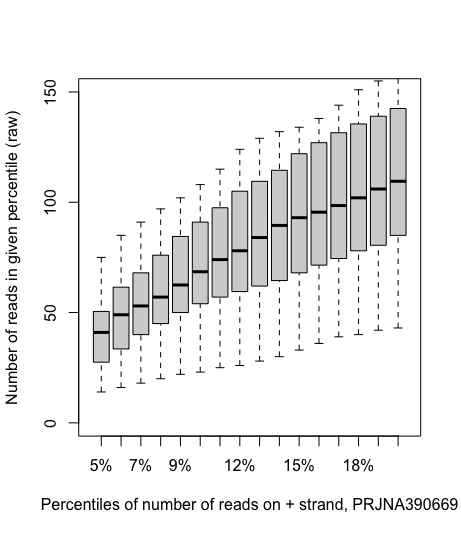 Number of reads in given percentile (raw)
150
100
50
0
5% 7% 9% 12% 15% 18%
Percentiles of number of reads on + strand, PRJNA390669